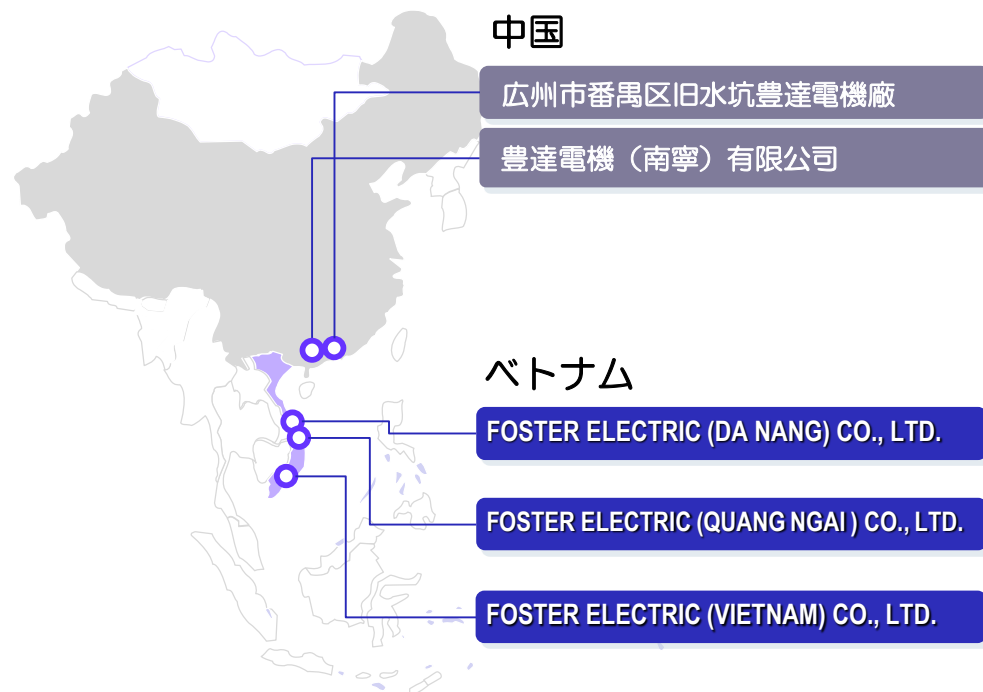 中国
広州市番禺区旧水坑豊達電機廠
豊達電機（南寧）有限公司
ベトナム
FOSTER ELECTRIC (DA NANG) CO., LTD.
FOSTER ELECTRIC (QUANG NGAI ) CO., LTD.
FOSTER ELECTRIC (VIETNAM) CO., LTD.